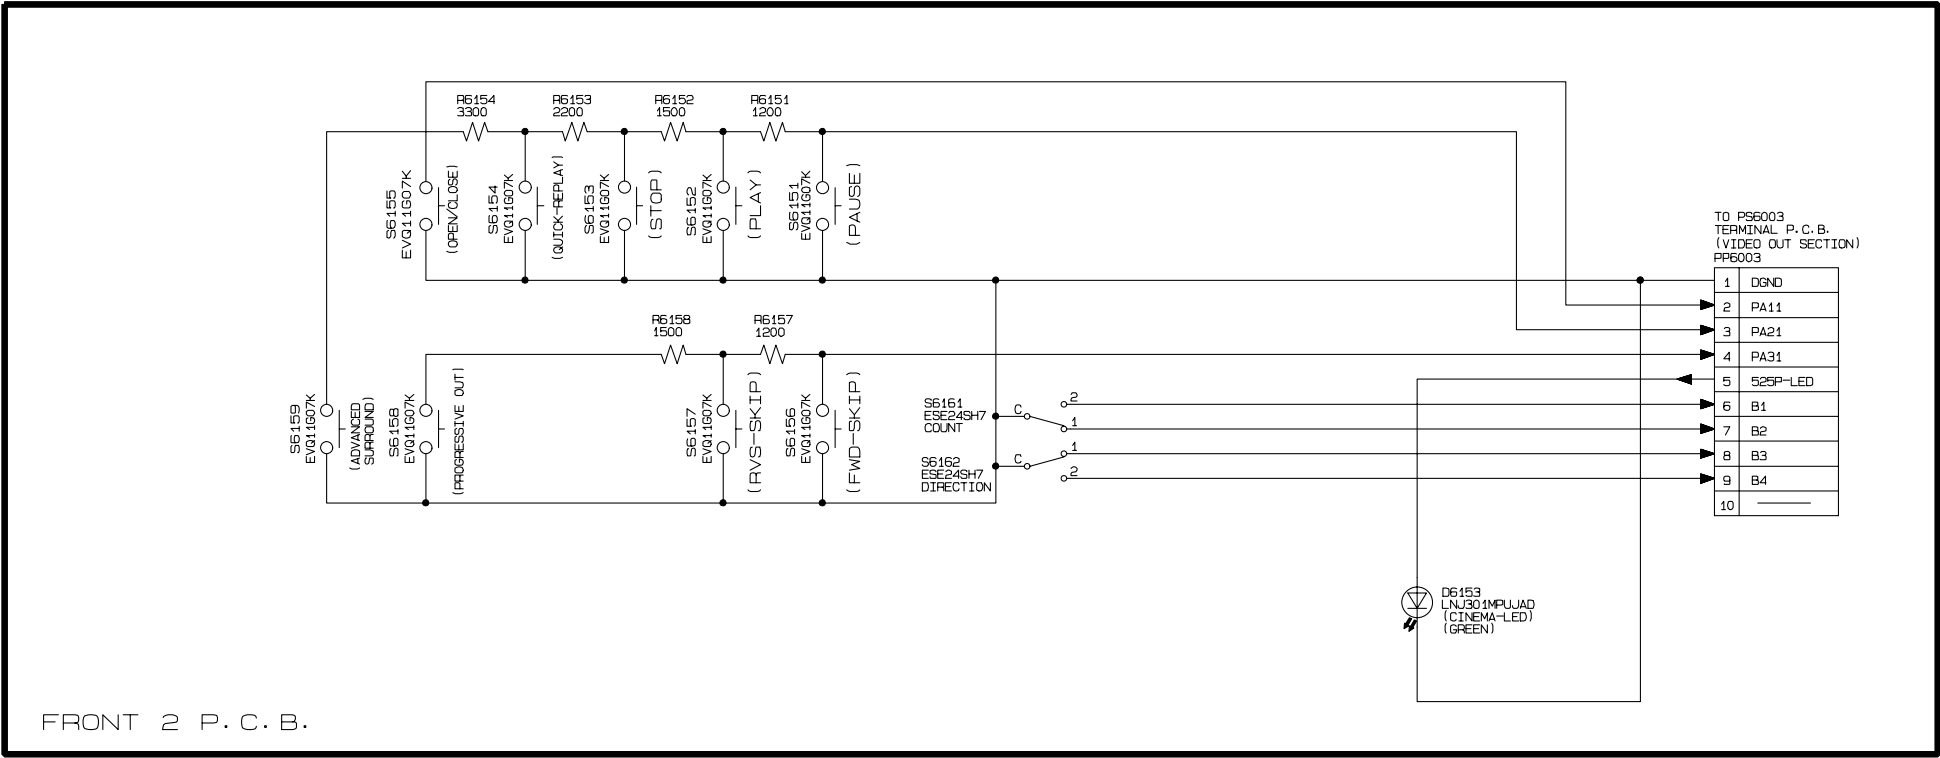 R6154
3300
R6153
2200
R6152
1500
R6151
1200
S6155
EVQ11G07K
(OPEN/CLOSE)
S6154
EVQ11G07K
(QUICK-REPLAY)
S6153
EVQ11G07K
(STOP)
S6152
EVQ11G07K
(PLAY)
S6151
EVQ11G07K
(PAUSE)
TO PS6003
TERMINAL P.C.B.
(VIDEO OUT SECTION)
PP6003
1 DGND
2 PA11
3 PA21
4 PA31
5 525P-LED
6 B1
7 B2
8 B3
9 B4
10
R6158
1500
R6157
1200
S6159
EVQ11G07K
(ADVANCED
SURROUND)
S6158
EVQ11G07K
(PROGRESSIVE OUT)
S6157
EVQ11G07K
(RVS-SKIP)
S6156
EVQ11G07K
(FWD-SKIP)
S6161
ESE24SH7
COUNT
C
2
1
S6162
ESE24SH7
DIRECTION
C
1
2
D6153
LNJ301MPUJAD
(CINEMA-LED)
(GREEN)
FRONT 2 P.C.B.